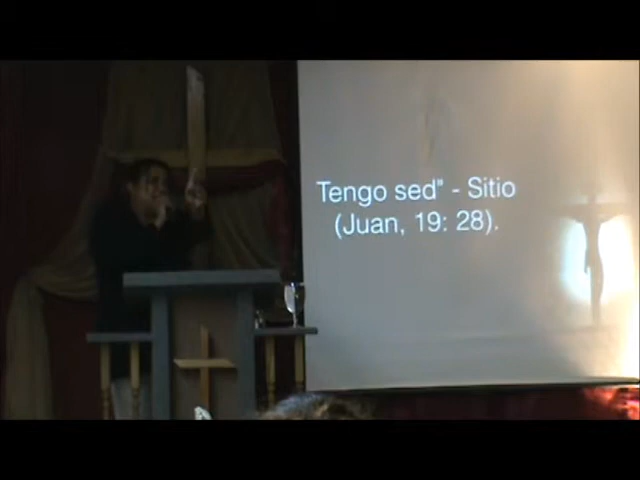 Tengo sed" - Sitio
(Juan, 19: 28).